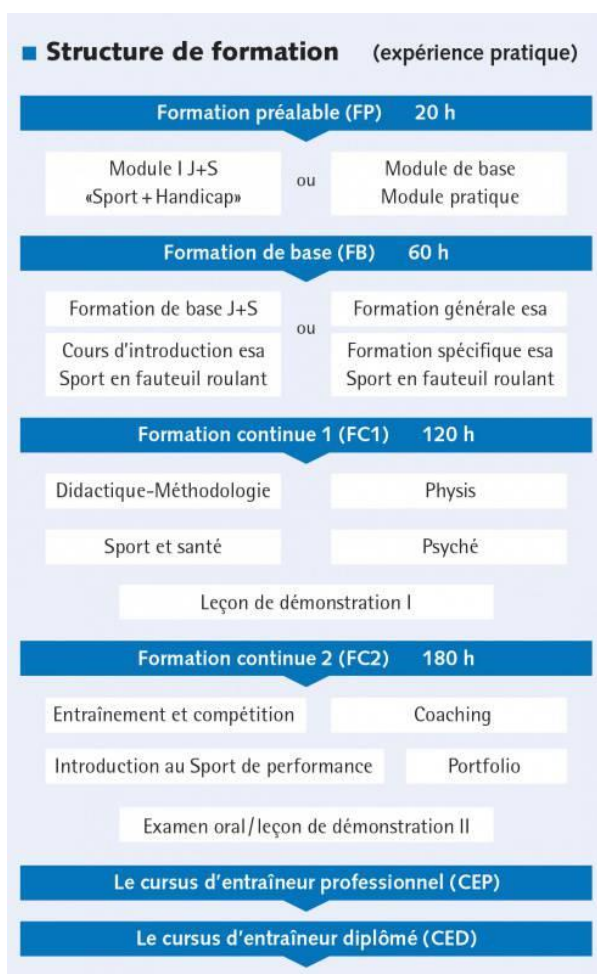 Structure de formation (expérience pratique)
Formation préalable (FP) 20 h
Module I J+S
«Sport+Handicap»
ou
Module de base
Module pratique
Formation de base (FB) 60 h
Formation de base J+S
Cours d'introduction esa
Sport en fauteuil roulant
ou
Formation générale esa
Formation spécifique esa
Sport en fauteuil roulant
Formation continue 1 (FC1) 120 h
Didactique-Méthodologie
Physis
Sport et santé
Psyché
Leçon de démonstration I
Formation continue 2 (FC2) 180 h
Entraînement et compétition
Coaching
Introduction au Sport de performance
Portfolio
Examen oral/leçon de démonstration II
Le cursus d'entraîneur professionnel (CEP)
Le cursus d'entraîneur diplômé (CED)